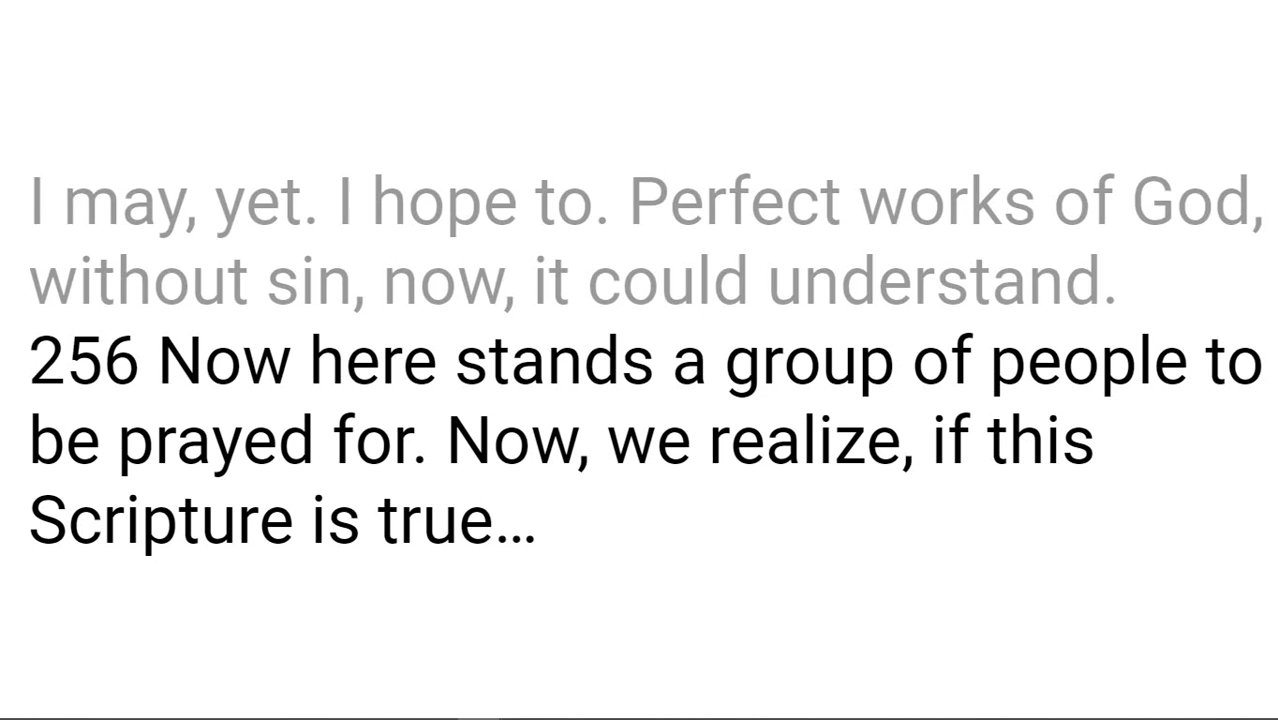 I may, yet. I hope to. Perfect works of God,
without sin, now, it could understand.
256 Now here stands a group of people to
be prayed for. Now, we realize, if this
Scripture is true…